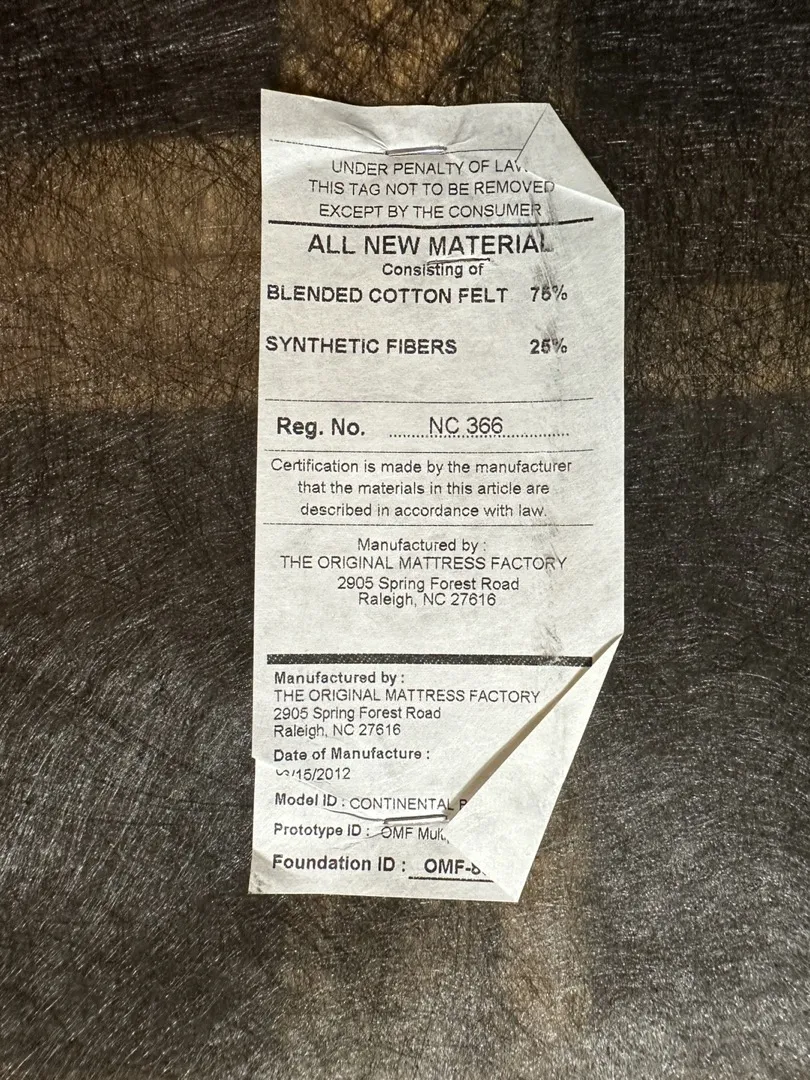 UNDER PENALTY OF LAW
THIS TAG NOT TO BE REMOVED
EXCEPT BY THE CONSUMER
ALL NEW MATERIAL
Consisting of
BLENDED COTTON FELT 75%
SYNTHETIC FIBERS 25%
Reg. No. NC 366
Certification is made by the manufacturer
that the materials in this article are
described in accordance with law.
Manufactured by :
THE ORIGINAL MATTRESS FACTORY
2905 Spring Forest Road
Raleigh, NC 27616
Manufactured by :
THE ORIGINAL MATTRESS FACTORY
2905 Spring Forest Road
Raleigh, NC 27616
Date of Manufacture :
/15/2012
Model ID : CONTINENTAL
Prototype ID : OMF
Foundation ID :